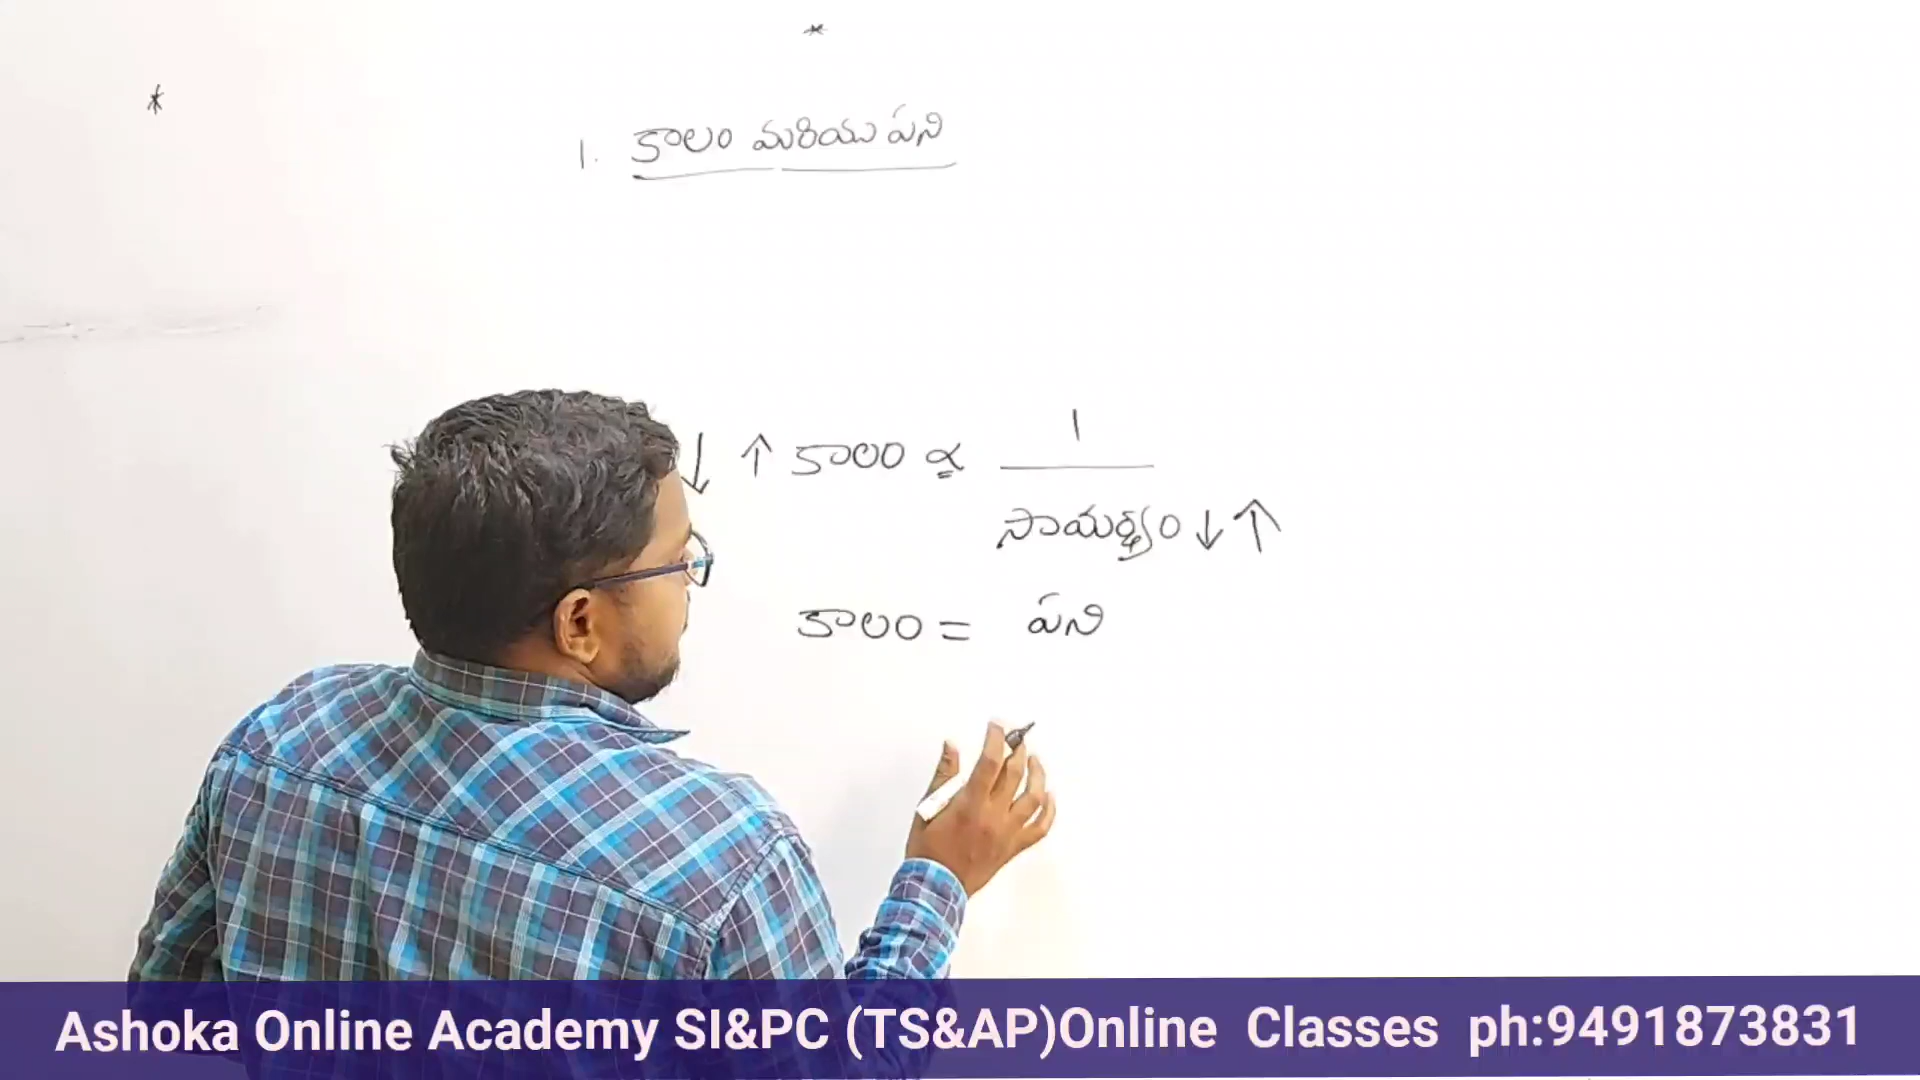 *
*
1. కాలం మరియు పని
↓ ↑ కాలం ∝ 1
సామర్థ్యం ↓ ↑
కాలం = పని
Ashoka Online Academy SI&PC (TS&AP)Online Classes ph:9491873831